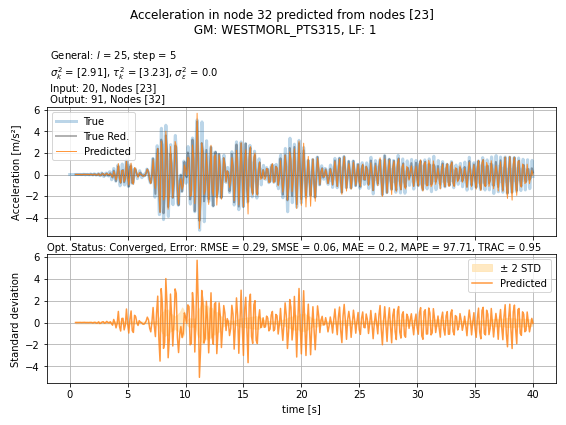 Acceleration in node 32 predicted from nodes [23]
GM: WESTMORL_PTS315, LF: 1
General: l = 25, step = 5
σ²ₖ = [2.91], τ²ₖ = [3.23], σ²ε = 0.0
Input: 20, Nodes [23]
Output: 91, Nodes [32]
Acceleration [m/s²]
6
4
2
0
−2
−4
True
True Red.
Predicted
Opt. Status: Converged, Error: RMSE = 0.29, SMSE = 0.06, MAE = 0.2, MAPE = 97.71, TRAC = 0.95
Standard deviation
6
4
2
0
−2
−4
± 2 STD
Predicted
0 5 10 15 20 25 30 35 40
time [s]